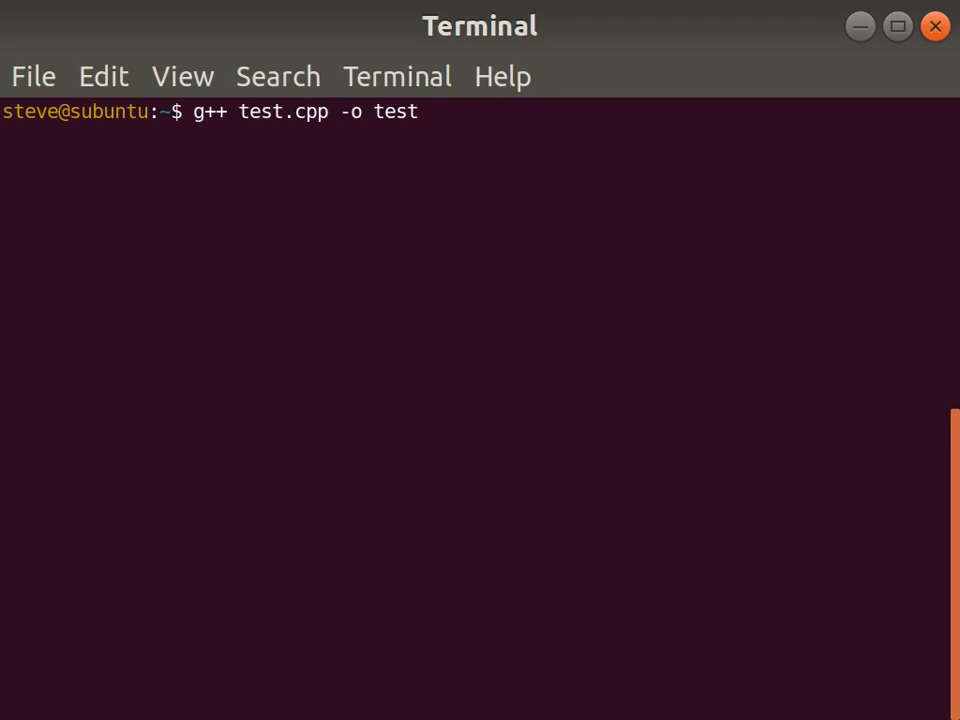 Terminal
File Edit View Search Terminal Help
steve@subuntu:~$ g++ test.cpp -o test